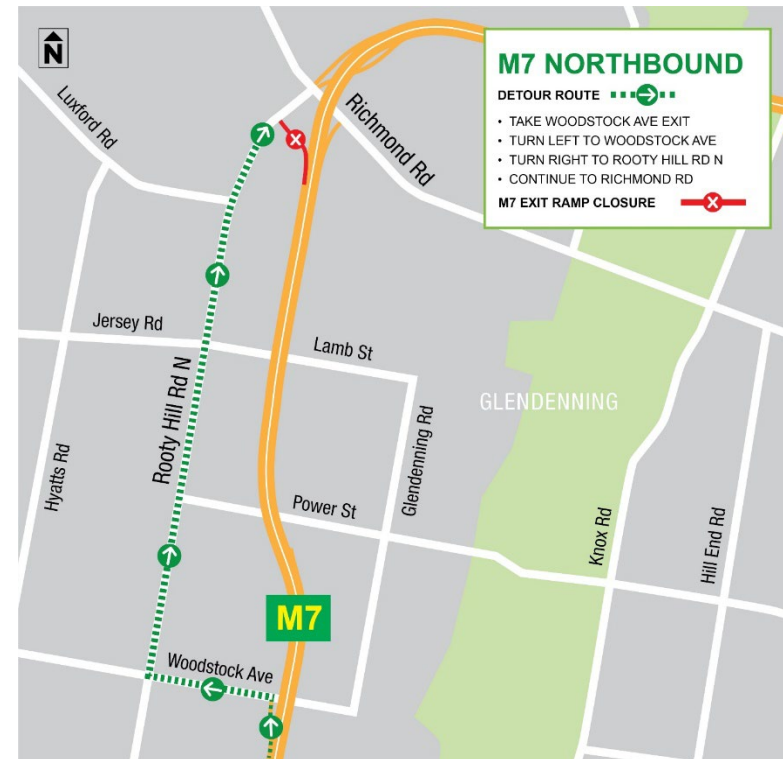 N
M7 NORTHBOUND
DETOUR ROUTE
• TAKE WOODSTOCK AVE EXIT
• TURN LEFT TO WOODSTOCK AVE
• TURN RIGHT TO ROOTY HILL RD N
• CONTINUE TO RICHMOND RD
M7 EXIT RAMP CLOSURE
Luxford Rd
Richmond Rd
Jersey Rd
Lamb St
Rooty Hill Rd N
GLENDENNING
Hyatts Rd
Glendenning Rd
Power St
Knox Rd
Hill End Rd
M7
Woodstock Ave